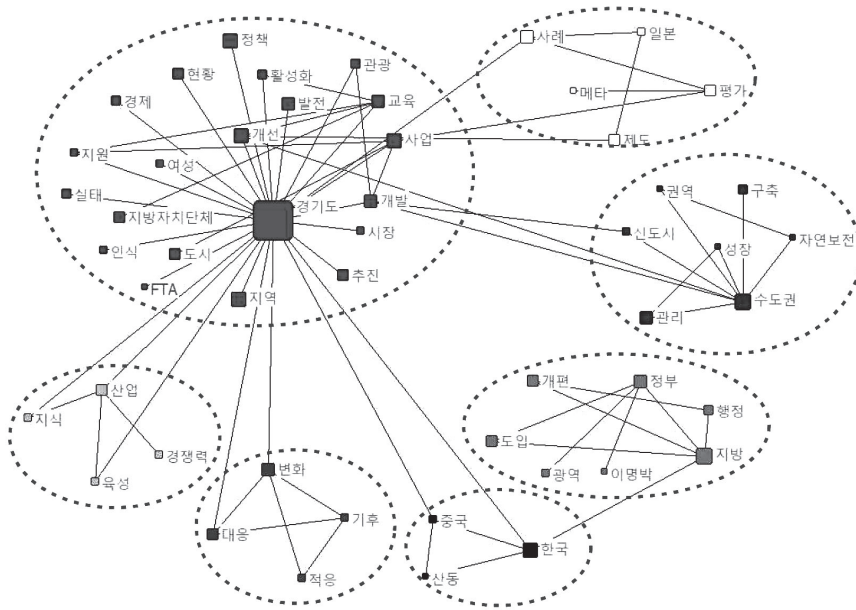 정책
현황
활성화
관광
경제
발전
교육
개선
사업
지원
여성
실태
경기도
개발
지방자치단체
시장
인식
도시
추진
FTA
지역
사례
일본
메타
평가
제도
권역
구축
신도시
성장
자연보전
관리
수도권
산업
지식
경쟁력
육성
변화
기후
대응
적응
중국
한국
산동
개편
정부
행정
도입
지방
광역
이명박